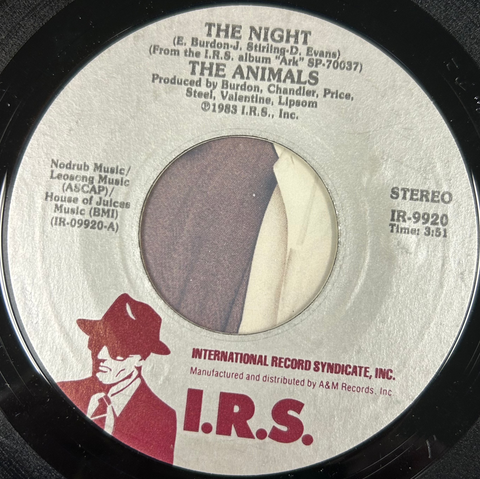 THE NIGHT
(E. Burdon-J. Stirling-D. Evans)
(From the I.R.S. album "Ark" SP-70037)
THE ANIMALS
Produced by Burdon, Chandler, Price,
Steel, Valentine, Lipsom
℗1983 I.R.S., Inc.
Nodrub Music/
Leosong Music
(ASCAP)/
House of Juices
Music (BMI)
(IR-09920-A)
STEREO
IR-9920
Time: 3:51
INTERNATIONAL RECORD SYNDICATE, INC.
Manufactured and distributed by A&M Records, Inc.
I.R.S.